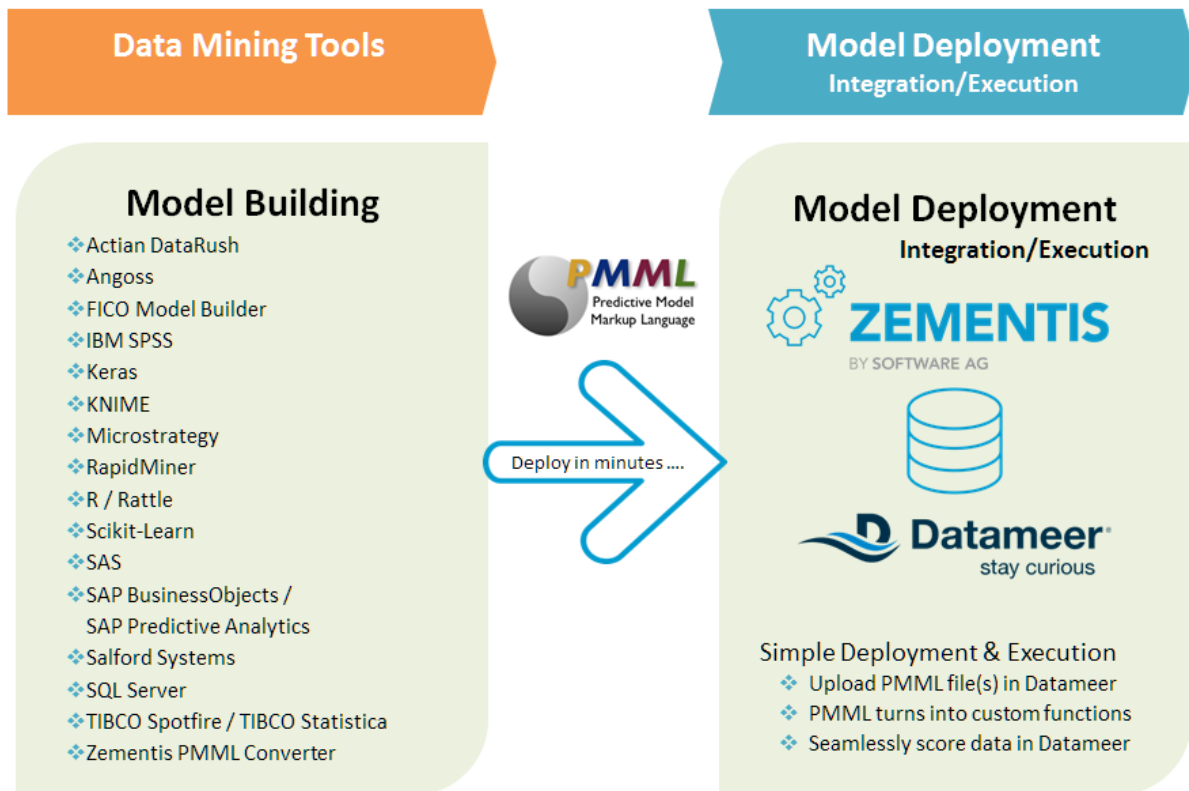 Data Mining Tools
Model Deployment
Integration/Execution
Model Building
Actian DataRush
Angoss
FICO Model Builder
IBM SPSS
Keras
KNIME
Microstrategy
RapidMiner
R / Rattle
Scikit-Learn
SAS
SAP BusinessObjects /
SAP Predictive Analytics
Salford Systems
SQL Server
TIBCO Spotfire / TIBCO Statistica
Zementis PMML Converter
PMML
Predictive Model
Markup Language
Deploy in minutes ....
Model Deployment
Integration/Execution
ZEMENTIS
BY SOFTWARE AG
Datameer
stay curious
Simple Deployment & Execution
Upload PMML file(s) in Datameer
PMML turns into custom functions
Seamlessly score data in Datameer